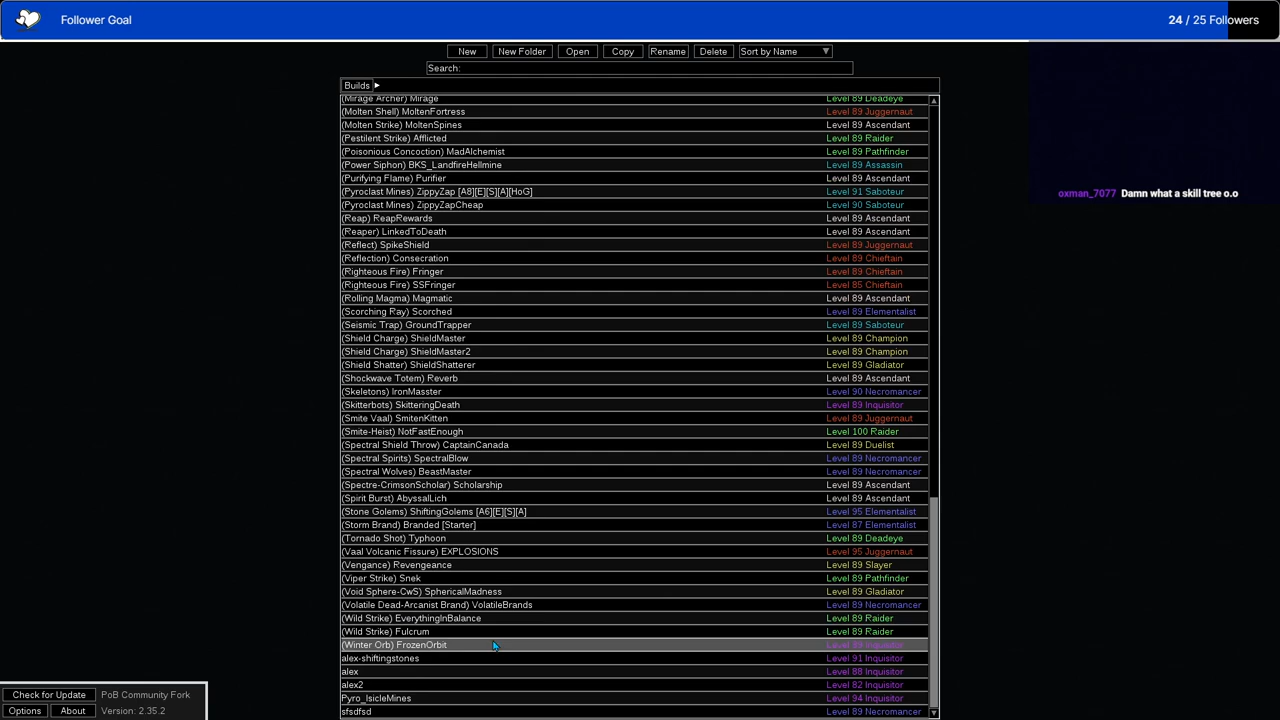 Follower Goal 24 / 25 Followers
New New Folder Open Copy Rename Delete Sort by Name
Search:
Builds
(Mirage Archer) Mirage Level 89 Deadeye
(Molten Shell) MoltenFortress Level 89 Juggernaut
(Molten Strike) MoltenSpines Level 89 Ascendant
(Pestilent Strike) Afflicted Level 89 Raider
(Poisonious Concoction) MadAlchemist Level 89 Pathfinder
(Power Siphon) BKS_LandfireHellmine Level 89 Assassin
(Purifying Flame) Purifier Level 89 Ascendant
(Pyroclast Mines) ZippyZap [A8][E][S][A][HoG] Level 91 Saboteur
(Pyroclast Mines) ZippyZapCheap Level 90 Saboteur
(Reap) ReapRewards Level 89 Ascendant
(Reaper) LinkedToDeath Level 89 Ascendant
(Reflect) SpikeShield Level 89 Juggernaut
(Reflection) Consecration Level 89 Chieftain
(Righteous Fire) Fringer Level 89 Chieftain
(Righteous Fire) SSFringer Level 85 Chieftain
(Rolling Magma) Magmatic Level 89 Ascendant
(Scorching Ray) Scorched Level 89 Elementalist
(Seismic Trap) GroundTrapper Level 89 Saboteur
(Shield Charge) ShieldMaster Level 89 Champion
(Shield Charge) ShieldMaster2 Level 89 Champion
(Shield Shatter) ShieldShatterer Level 89 Gladiator
(Shockwave Totem) Reverb Level 89 Ascendant
(Skeletons) IronMasster Level 90 Necromancer
(Skitterbots) SkitteringDeath Level 89 Inquisitor
(Smite Vaal) SmitenKitten Level 89 Juggernaut
(Smite-Heist) NotFastEnough Level 100 Raider
(Spectral Shield Throw) CaptainCanada Level 89 Duelist
(Spectral Spirits) SpectralBlow Level 89 Necromancer
(Spectral Wolves) BeastMaster Level 89 Necromancer
(Spectre-CrimsonScholar) Scholarship Level 89 Ascendant
(Spirit Burst) AbyssalLich Level 89 Ascendant
(Stone Golems) ShiftingGolems [A6][E][S][A] Level 95 Elementalist
(Storm Brand) Branded [Starter] Level 87 Elementalist
(Tornado Shot) Typhoon Level 89 Deadeye
(Vaal Volcanic Fissure) EXPLOSIONS Level 95 Juggernaut
(Vengance) Revengeance Level 89 Slayer
(Viper Strike) Snek Level 89 Pathfinder
(Void Sphere-CwS) SphericalMadness Level 89 Gladiator
(Volatile Dead-Arcanist Brand) VolatileBrands Level 89 Necromancer
(Wild Strike) EverythingInBalance Level 89 Raider
(Wild Strike) Fulcrum Level 89 Raider
(Winter Orb) FrozenOrbit Level 89 Inquisitor
alex-shiftingstones Level 91 Inquisitor
alex Level 88 Inquisitor
alex2 Level 82 Inquisitor
Pyro_IsicleMines Level 94 Inquisitor
sfsdfsd Level 89 Necromancer
oxman_7077 Damn what a skill tree o.o
Check for Update PoB Community Fork
Options About Version: 2.35.2